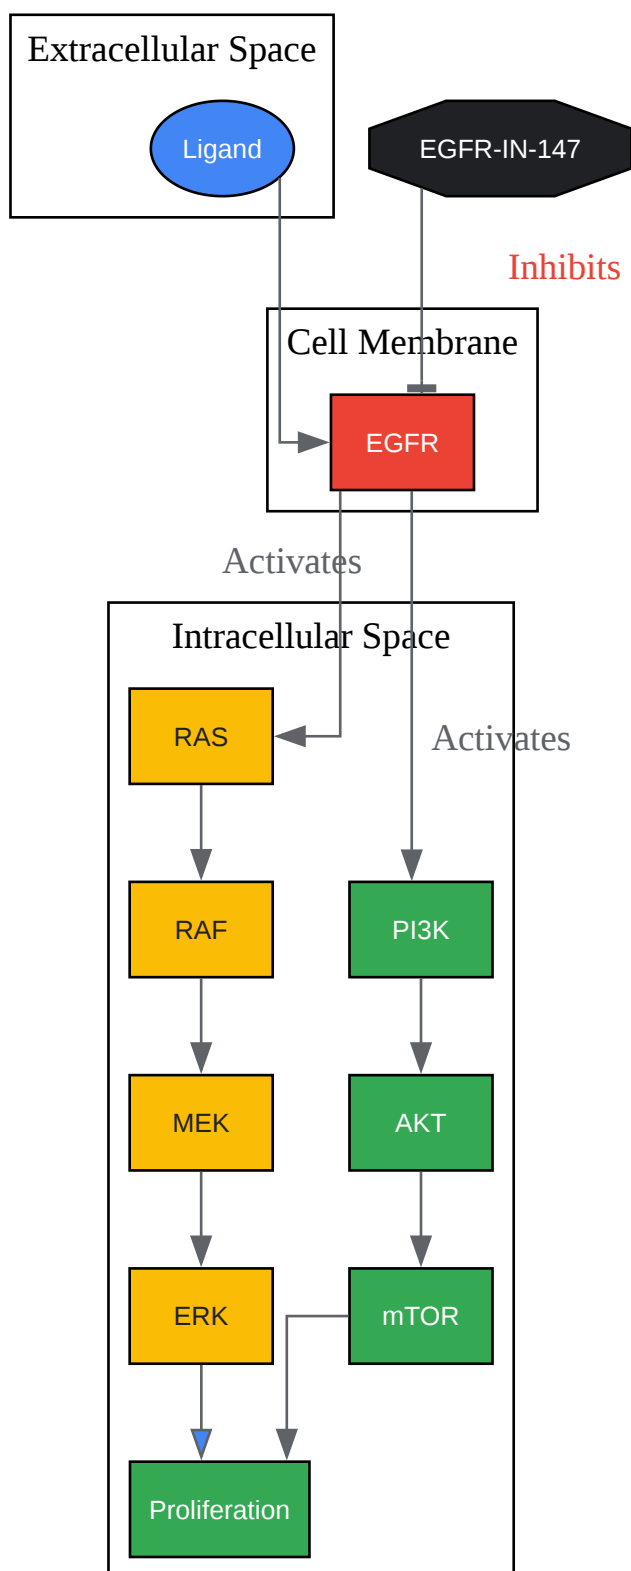 Extracellular Space
Ligand
EGFR-IN-147
Inhibits
Cell Membrane
EGFR
Activates
Intracellular Space
RAS
Activates
RAF
PI3K
MEK
AKT
ERK
mTOR
Proliferation